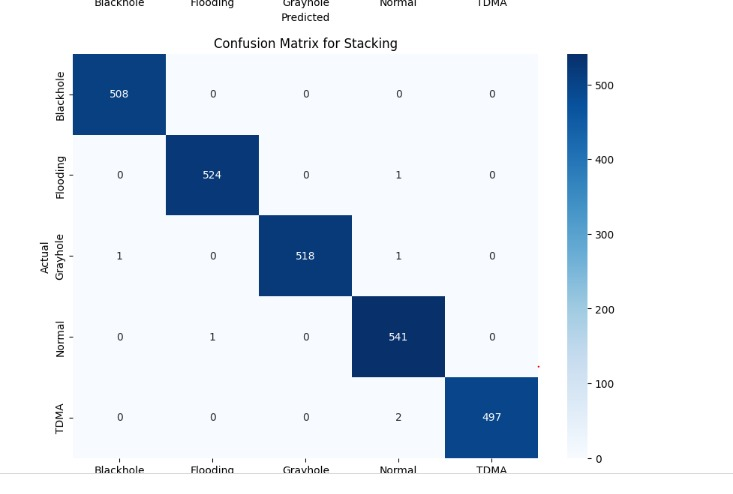 Blackhole Flooding Grayhole Normal TDMA
Predicted
Confusion Matrix for Stacking
Blackhole 508 0 0 0 0
Flooding 0 524 0 1 0
Actual
Grayhole 1 0 518 1 0
Normal 0 1 0 541 0
TDMA 0 0 0 2 497
Blackhole Flooding Grayhole Normal TDMA
500
400
300
200
100
0